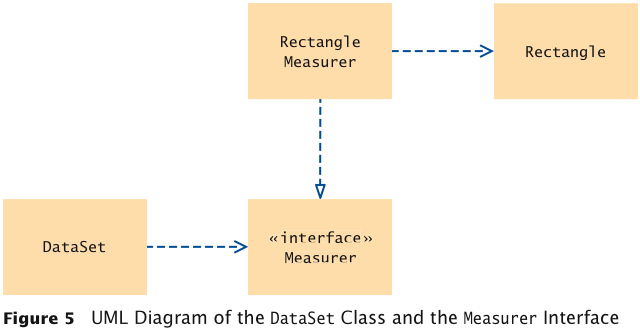 Rectangle
Measurer
Rectangle
DataSet
«interface»
Measurer
Figure 5 UML Diagram of the DataSet Class and the Measurer Interface